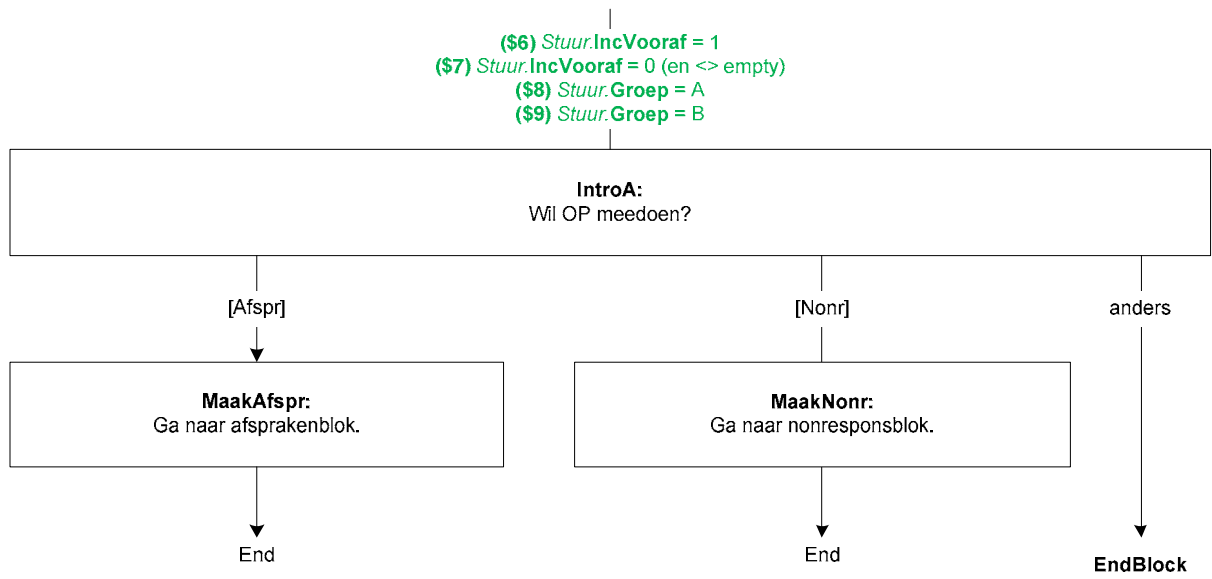 ($6) Stuur.IncVooraf = 1
($7) Stuur.IncVooraf = 0 (en <> empty)
($8) Stuur.Groep = A
($9) Stuur.Groep = B
IntroA:
Wil OP meedoen?
[Afspr]
[Nonr]
anders
MaakAfspr:
Ga naar afsprakenblok.
MaakNonr:
Ga naar nonresponsblok.
End
End
EndBlock